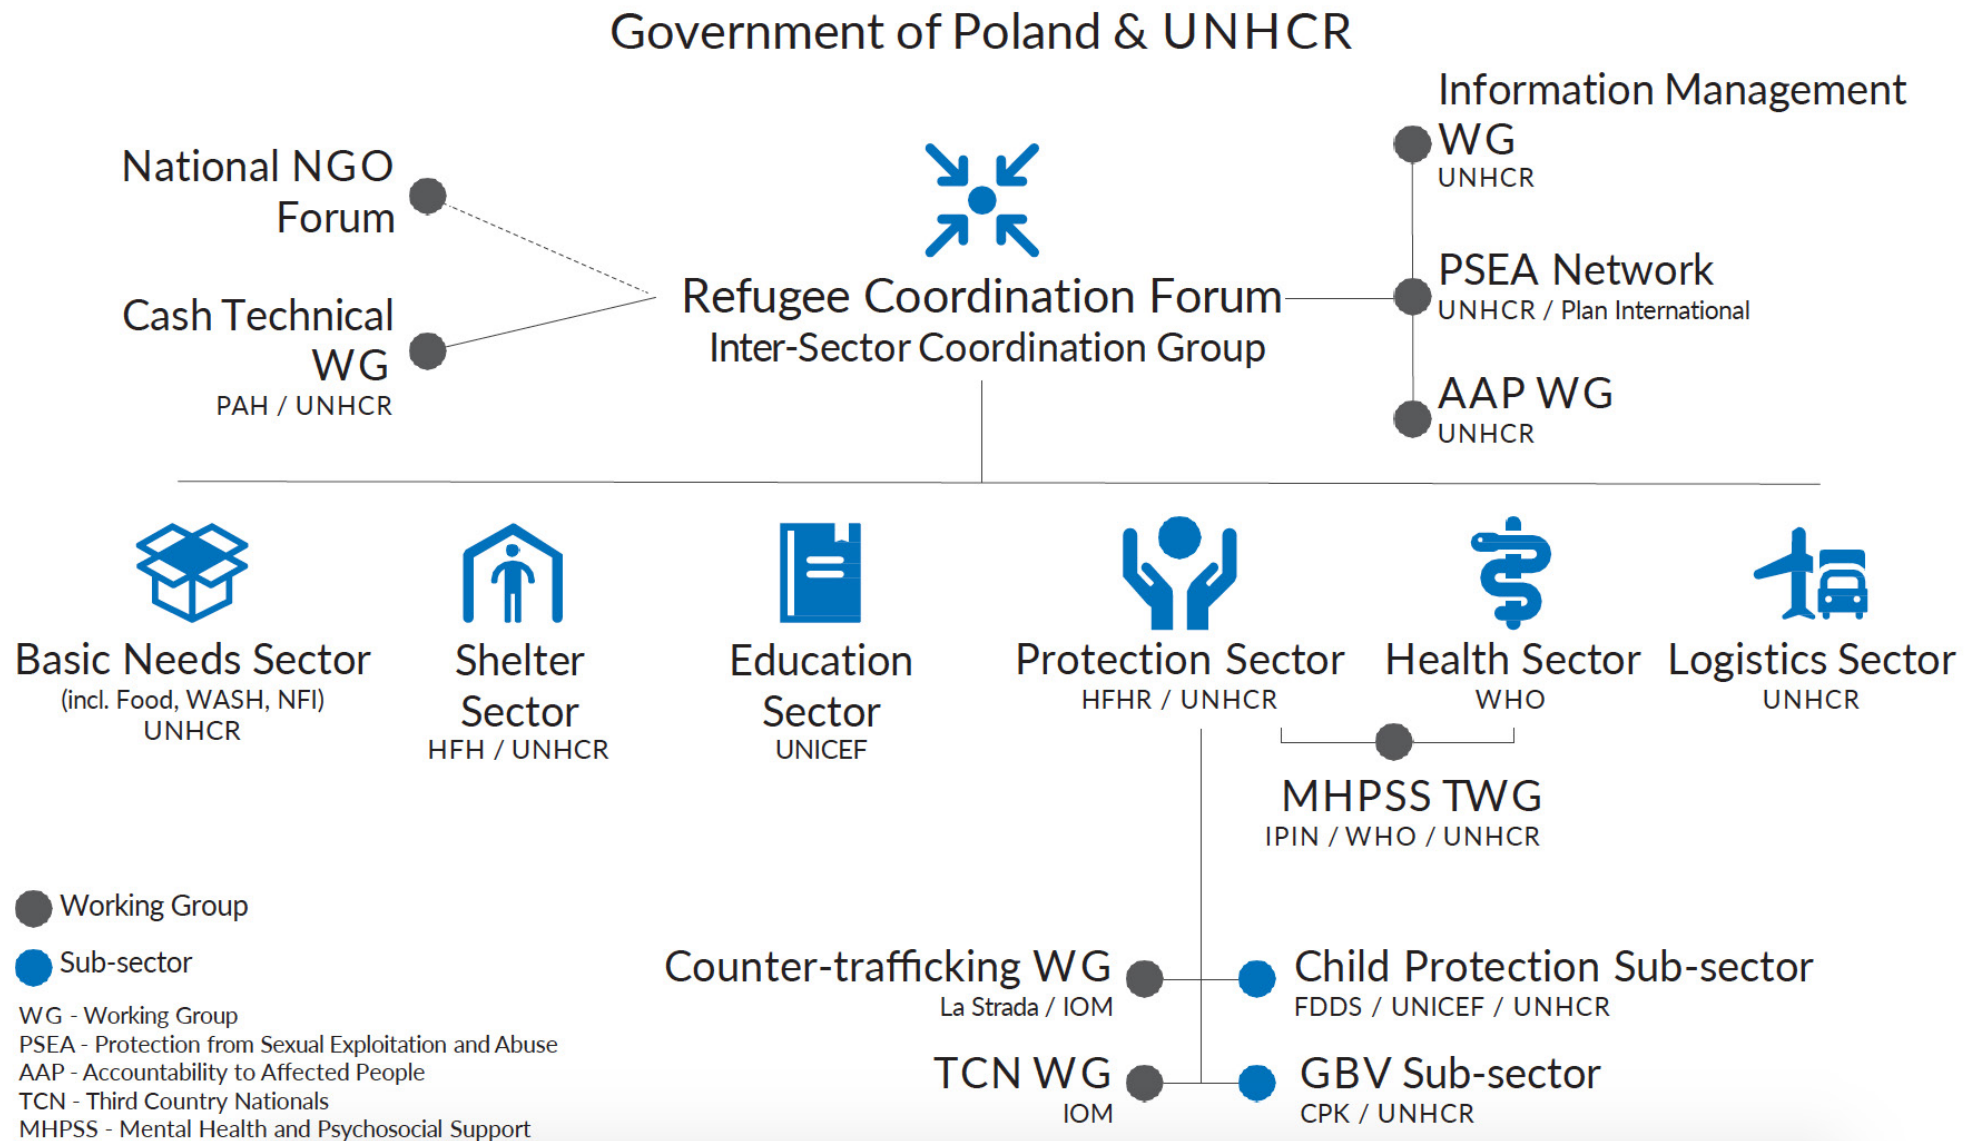 Government of Poland & UNHCR
National NGO
Forum
Cash Technical
WG
PAH / UNHCR
Refugee Coordination Forum
Inter-Sector Coordination Group
Information Management
WG
UNHCR
PSEA Network
UNHCR / Plan International
AAP WG
UNHCR
Basic Needs Sector
(incl. Food, WASH, NFI)
UNHCR
Shelter
Sector
HFH / UNHCR
Education
Sector
UNICEF
Protection Sector
HFHR / UNHCR
Health Sector
WHO
Logistics Sector
UNHCR
MHPSS TWG
IPIN / WHO / UNHCR
Counter-trafficking WG
La Strada / IOM
Child Protection Sub-sector
FDDS / UNICEF / UNHCR
TCN WG
IOM
GBV Sub-sector
CPK / UNHCR
Working Group
Sub-sector
WG - Working Group
PSEA - Protection from Sexual Exploitation and Abuse
AAP - Accountability to Affected People
TCN - Third Country Nationals
MHPSS - Mental Health and Psychosocial Support